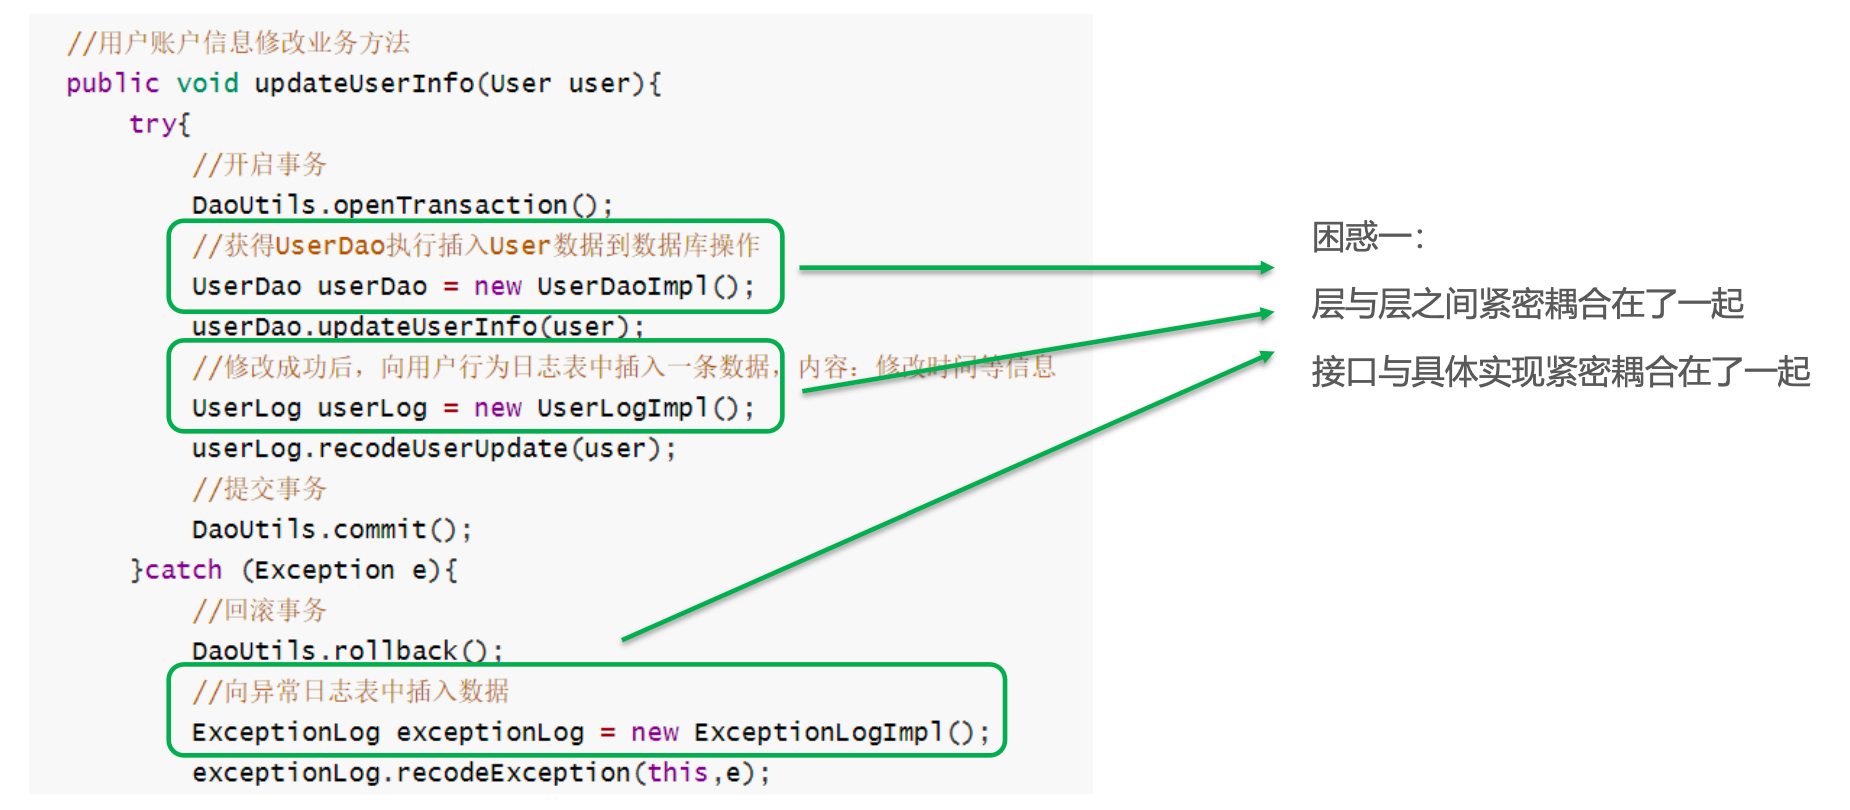 //用户账户信息修改业务方法
public void updateUserInfo(User user){
try{
//开启事务
DaoUtils.openTransaction();
//获得UserDao执行插入User数据到数据库操作
UserDao userDao = new UserDaoImpl();
userDao.updateUserInfo(user);
//修改成功后，向用户行为日志表中插入一条数据，内容：修改时间等信息
UserLog userLog = new UserLogImpl();
userLog.recodeUserUpdate(user);
//提交事务
DaoUtils.commit();
}catch (Exception e){
//回滚事务
DaoUtils.rollback();
//向异常日志表中插入数据
ExceptionLog exceptionLog = new ExceptionLogImpl();
exceptionLog.recodeException(this,e);
困惑一：
层与层之间紧密耦合在了一起
接口与具体实现紧密耦合在了一起